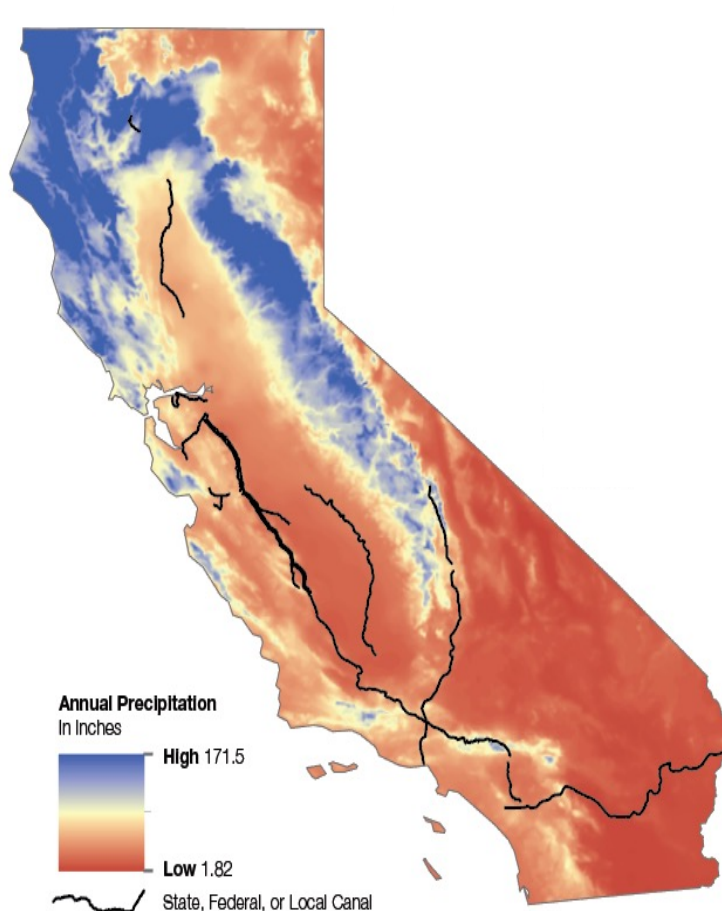 Annual Precipitation
In Inches
High 171.5
Low 1.82
State, Federal, or Local Canal